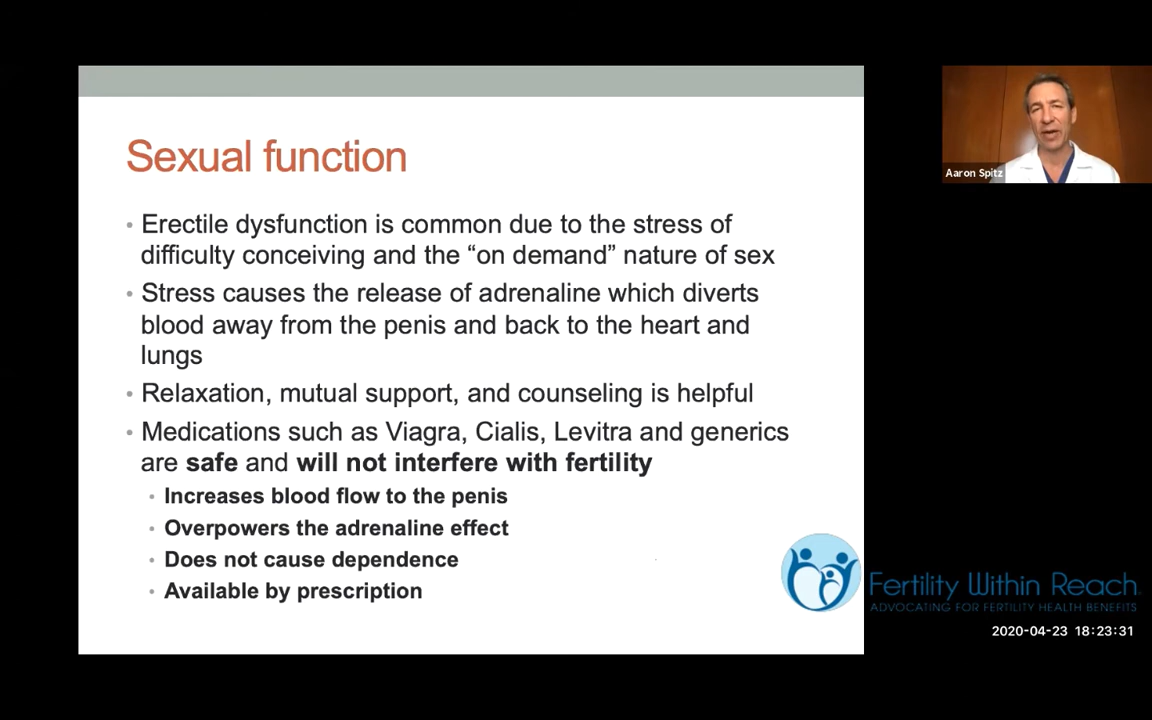 Sexual function
• Erectile dysfunction is common due to the stress of
difficulty conceiving and the “on demand” nature of sex
• Stress causes the release of adrenaline which diverts
blood away from the penis and back to the heart and
lungs
• Relaxation, mutual support, and counseling is helpful
• Medications such as Viagra, Cialis, Levitra and generics
are safe and will not interfere with fertility
• Increases blood flow to the penis
• Overpowers the adrenaline effect
• Does not cause dependence
• Available by prescription
Aaron Spitz
Fertility Within Reach.
ADVOCATING FOR FERTILITY HEALTH BENEFITS
2020-04-23 18:23:31